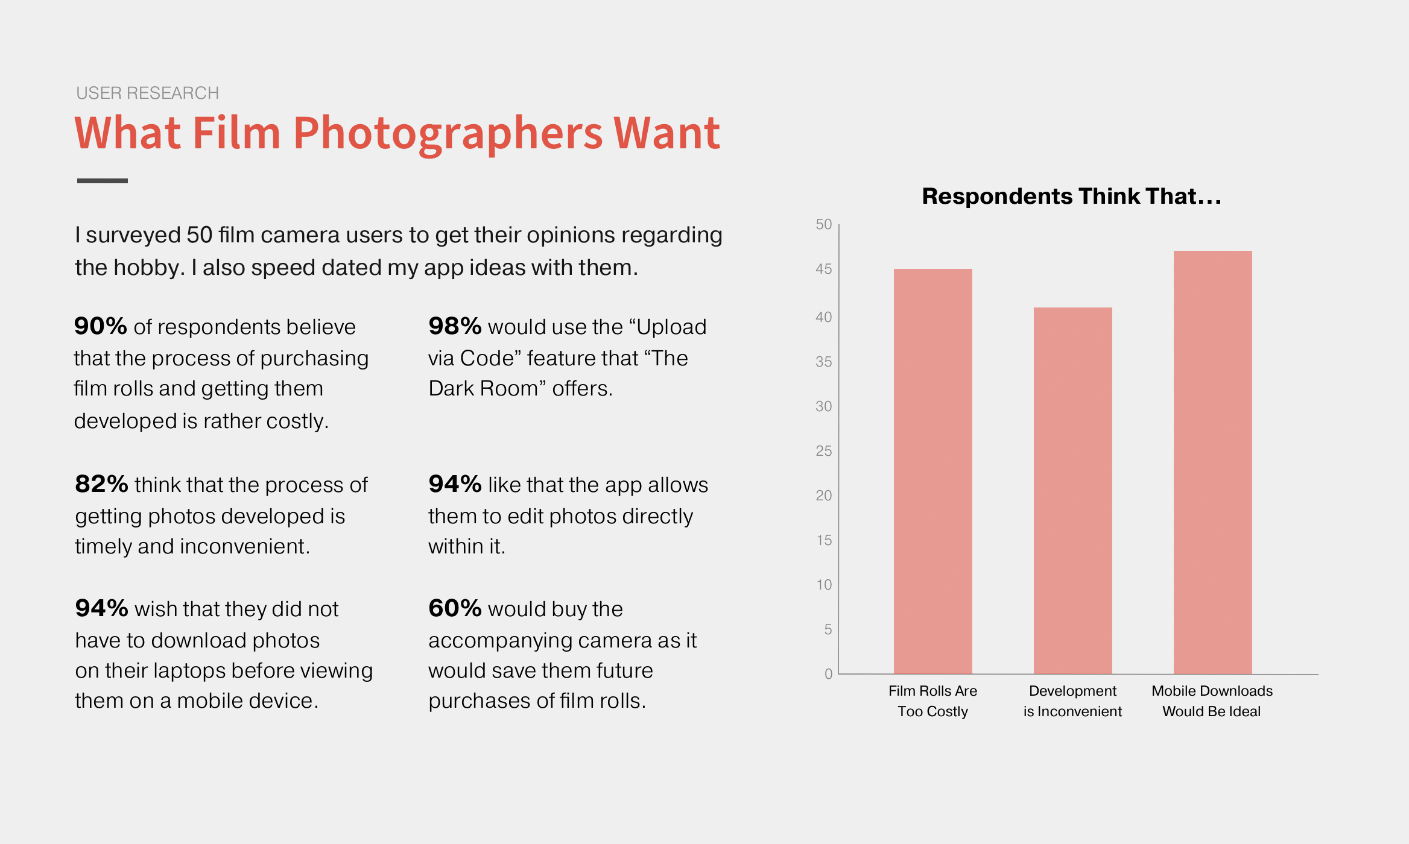 USER RESEARCH
What Film Photographers Want
I surveyed 50 film camera users to get their opinions regarding
the hobby. I also speed dated my app ideas with them.
90% of respondents believe
that the process of purchasing
film rolls and getting them
developed is rather costly.
82% think that the process of
getting photos developed is
timely and inconvenient.
94% wish that they did not
have to download photos
on their laptops before viewing
them on a mobile device.
98% would use the “Upload
via Code” feature that “The
Dark Room” offers.
94% like that the app allows
them to edit photos directly
within it.
60% would buy the
accompanying camera as it
would save them future
purchases of film rolls.
Respondents Think That...
50
45
40
35
30
25
20
15
10
5
0
Film Rolls Are
Too Costly
Development
is Inconvenient
Mobile Downloads
Would Be Ideal